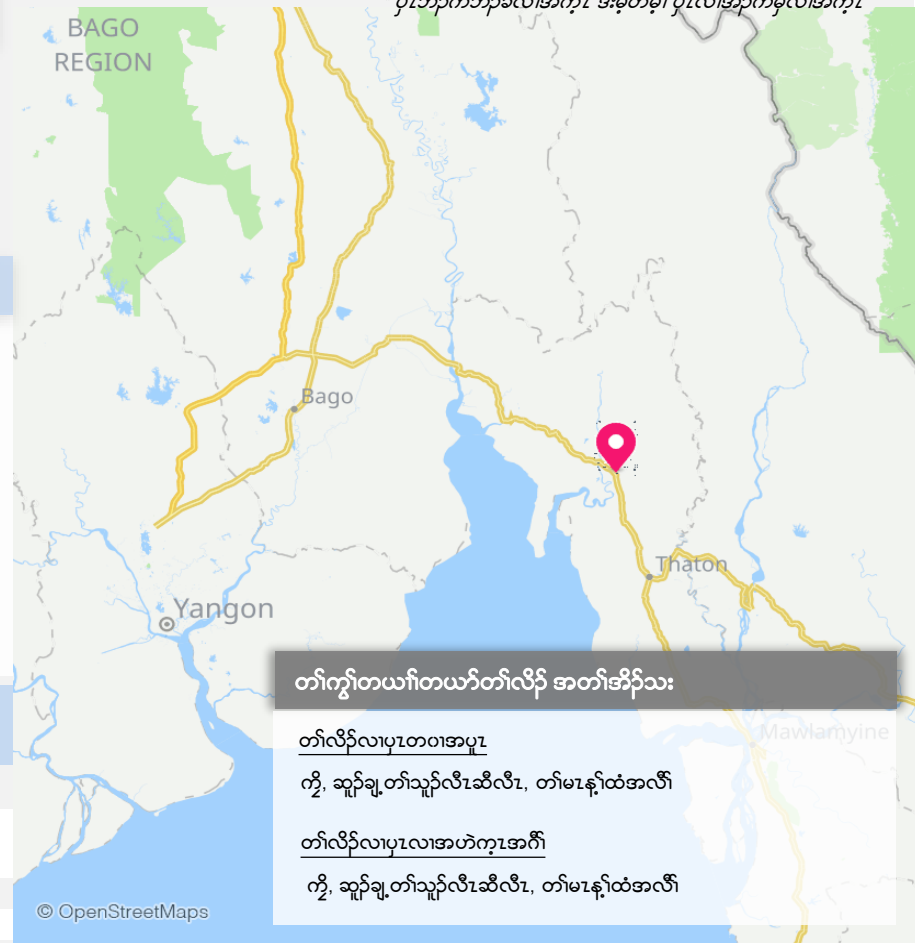 BAGO
REGION
Bago
Thaton
Yangon
တၢ်ကွၢ်တယာ်ၢတယာ်တၢ်လိၣ် အတၢ်အိၣ်သး
Mawlamyine
တၢ်လိၣ်လၢပှၤတဝၢအပူၤ
ကၠိ, ဆူၣ်ချ့တၢ်သူၣ်လီၤဆီလီၤ, တၢ်မၤန့ၢ်ထံအလီၢ်
တၢ်လိၣ်လၢပှၤလၢအဟဲက့ၤအဂီၢ်
ကၠိ, ဆူၣ်ချ့တၢ်သူၣ်လီၤဆီလီၤ, တၢ်မၤန့ၢ်ထံအလီၢ်
© OpenStreetMaps